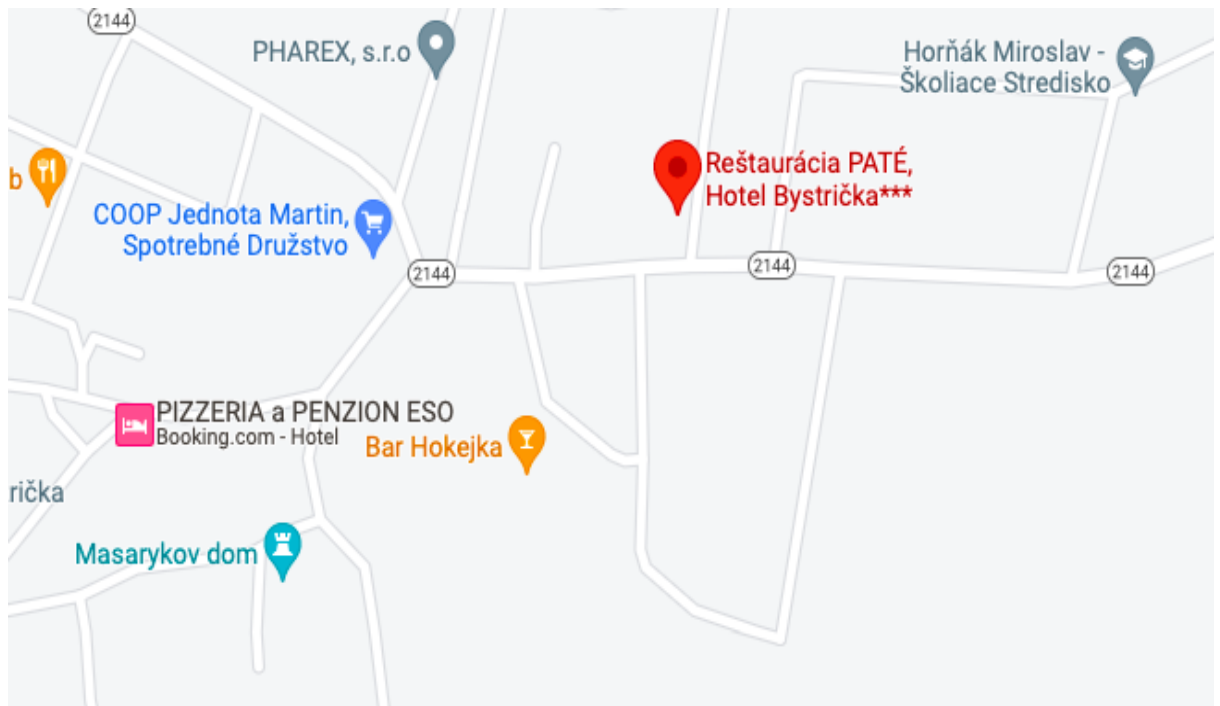 2144
PHAREX, s.r.o
Horňák Miroslav -
Školiace Stredisko
b
Reštaurácia PATÉ,
Hotel Bystrička***
COOP Jednota Martin,
Spotrebné Družstvo
2144
2144
2144
PIZZERIA a PENZION ESO
Booking.com - Hotel
Bar Hokejka
rička
Masarykov dom